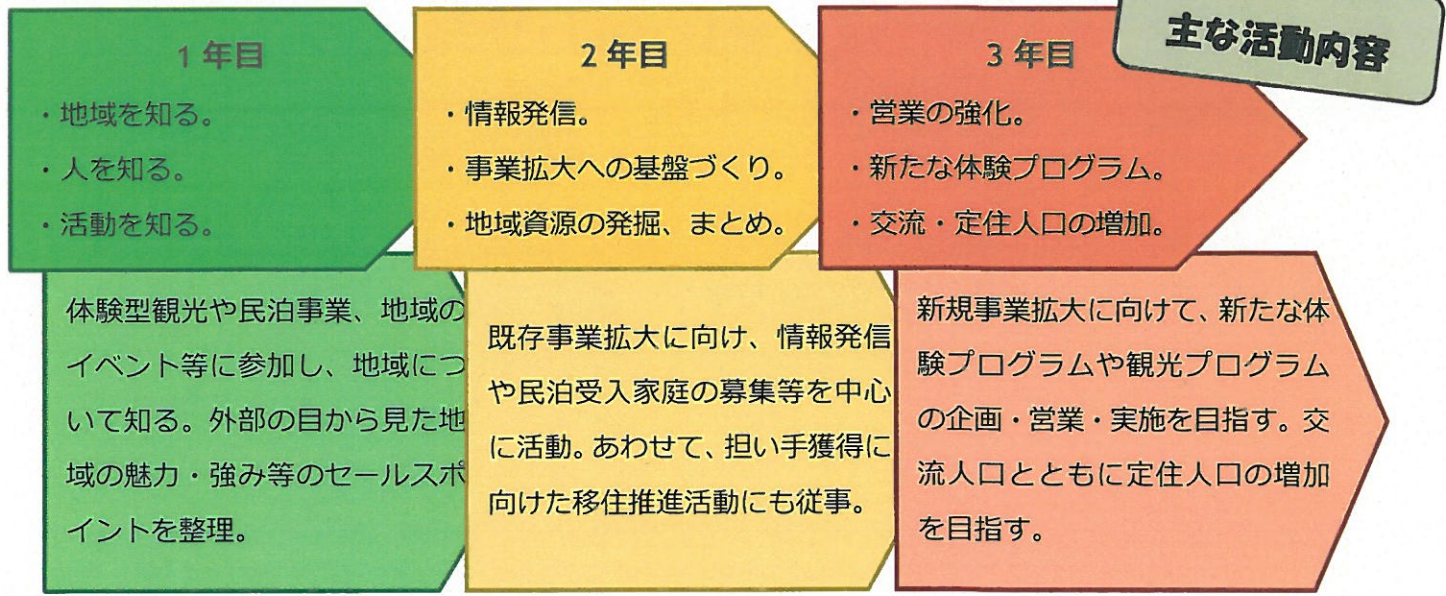 主な活動内容
1年目
・地域を知る。
・人を知る。
・活動を知る。
2年目
・情報発信。
・事業拡大への基盤づくり。
・地域資源の発掘、まとめ。
3年目
・営業の強化。
・新たな体験プログラム。
・交流・定住人口の増加。
体験型観光や民泊事業、地域の
イベント等に参加し、地域につ
いて知る。外部の目から見た地
域の魅力・強み等のセールスポ
イントを整理。
既存事業拡大に向け、情報発信
や民泊受入家庭の募集等を中心
に活動。あわせて、担い手獲得に
向けた移住推進活動にも従事。
新規事業拡大に向けて、新たな体
験プログラムや観光プログラム
の企画・営業・実施を目指す。交
流人口とともに定住人口の増加
を目指す。